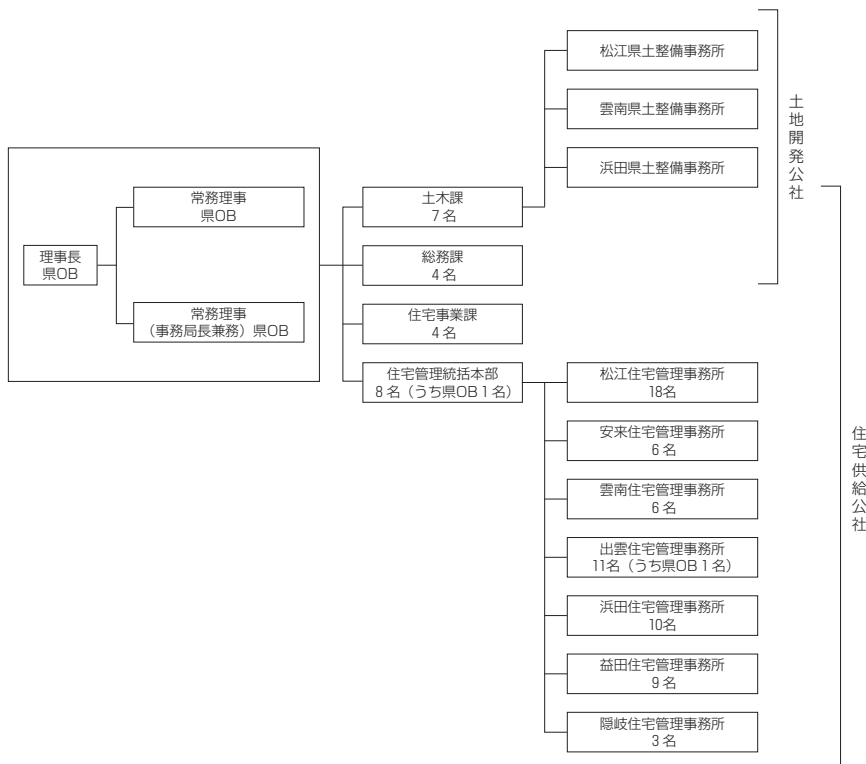 理事長
県OB
常務理事
県OB
常務理事
（事務局長兼務）県OB
土木課
7名
総務課
4名
住宅事業課
4名
住宅管理統括本部
8名（うち県OB1名）
松江県土整備事務所
雲南県土整備事務所
浜田県土整備事務所
松江住宅管理事務所
18名
安来住宅管理事務所
6名
雲南住宅管理事務所
6名
出雲住宅管理事務所
11名（うち県OB1名）
浜田住宅管理事務所
10名
益田住宅管理事務所
9名
隠岐住宅管理事務所
3名
土地開発公社
住宅供給公社